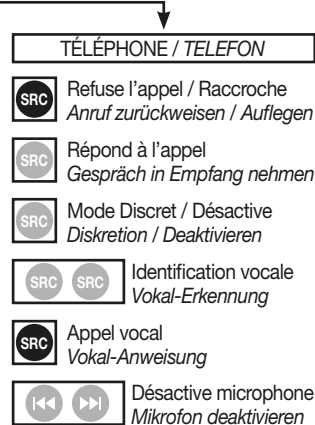 TÉLÉPHONE / TELEFON
SRC Refuse l'appel / Raccroche
Anruf zurückweisen / Auflegen
SRC Répond à l'appel
Gespräch in Empfang nehmen
SRC Mode Discret / Désactive
Diskretion / Deaktivieren
SRC SRC Identification vocale
Vokal-Erkennung
SRC Appel vocal
Vokal-Anweisung
Désactive microphone
Mikrofon deaktivieren